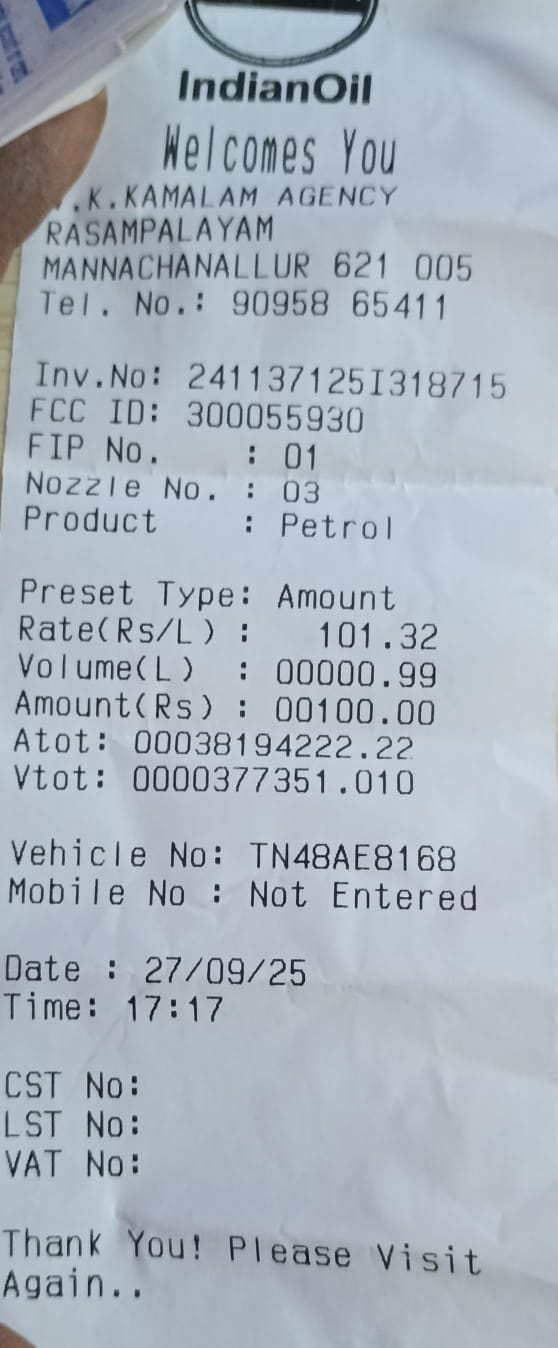 IndianOil
Welcomes You
.K.KAMALAM AGENCY
RASAMPALAYAM
MANNACHANALLUR 621 005
Tel. No.: 90958 65411
Inv.No: 241137125I318715
FCC ID: 300055930
FIP No. : 01
Nozzle No. : 03
Product : Petrol
Preset Type: Amount
Rate(Rs/L) : 101.32
Volume(L) : 00000.99
Amount(Rs) : 00100.00
Atot: 00038194222.22
Vtot: 0000377351.010
Vehicle No: TN48AE8168
Mobile No : Not Entered
Date : 27/09/25
Time: 17:17
CST No:
LST No:
VAT No:
Thank You! Please Visit
Again..